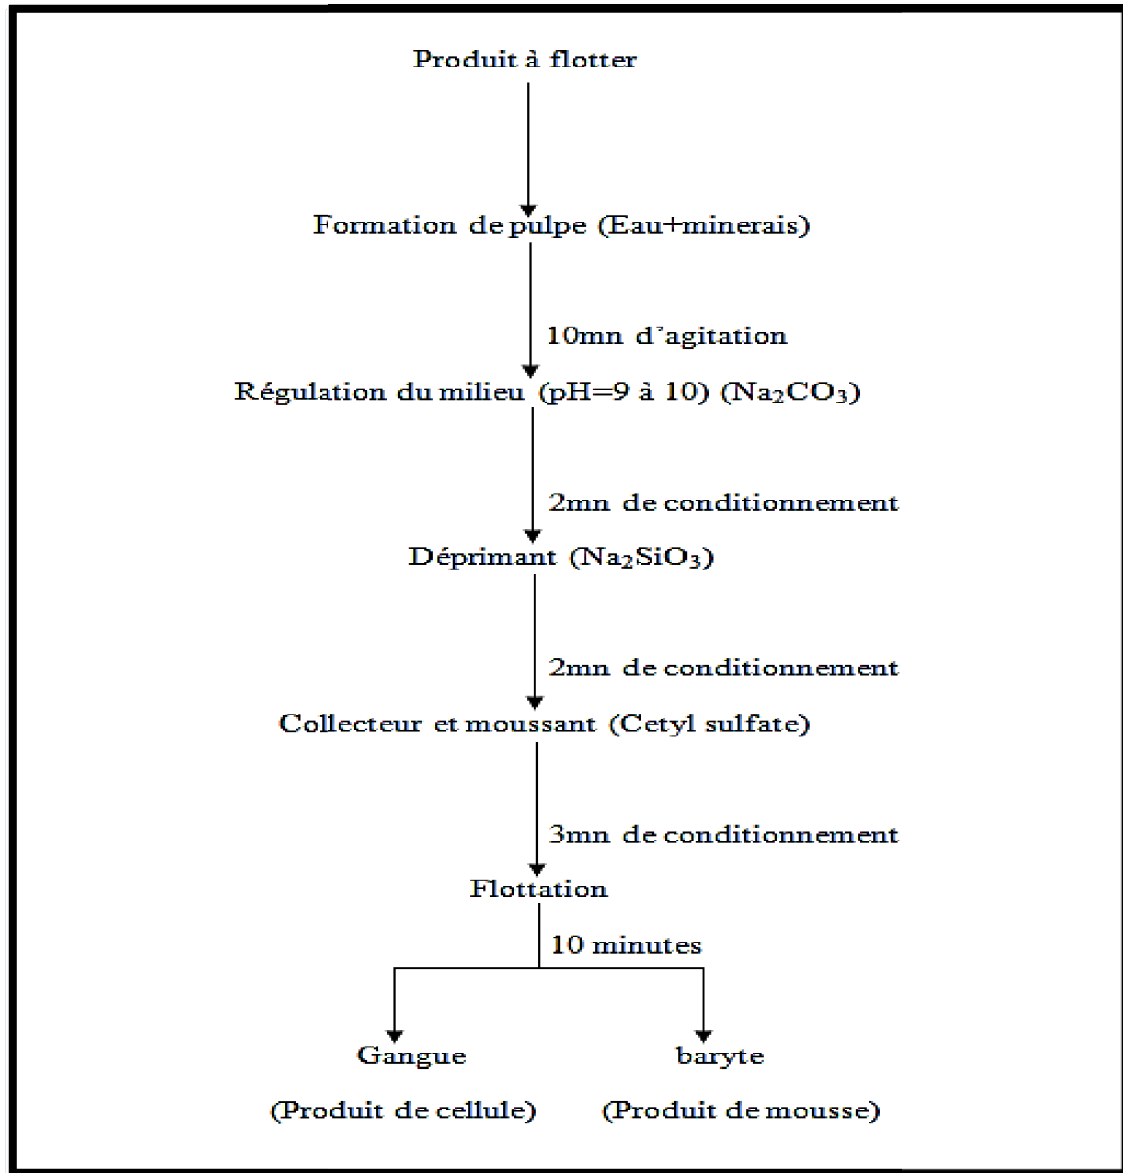 Produit à flotter
Formation de pulpe (Eau+minerais)
10mn d'agitation
Régulation du milieu (pH=9 à 10) (Na₂CO₃)
2mn de conditionnement
Déprimant (Na₂SiO₃)
2mn de conditionnement
Collecteur et moussant (Cetyl sulfate)
3mn de conditionnement
Flottation
10 minutes
Gangue baryte
(Produit de cellule) (Produit de mousse)